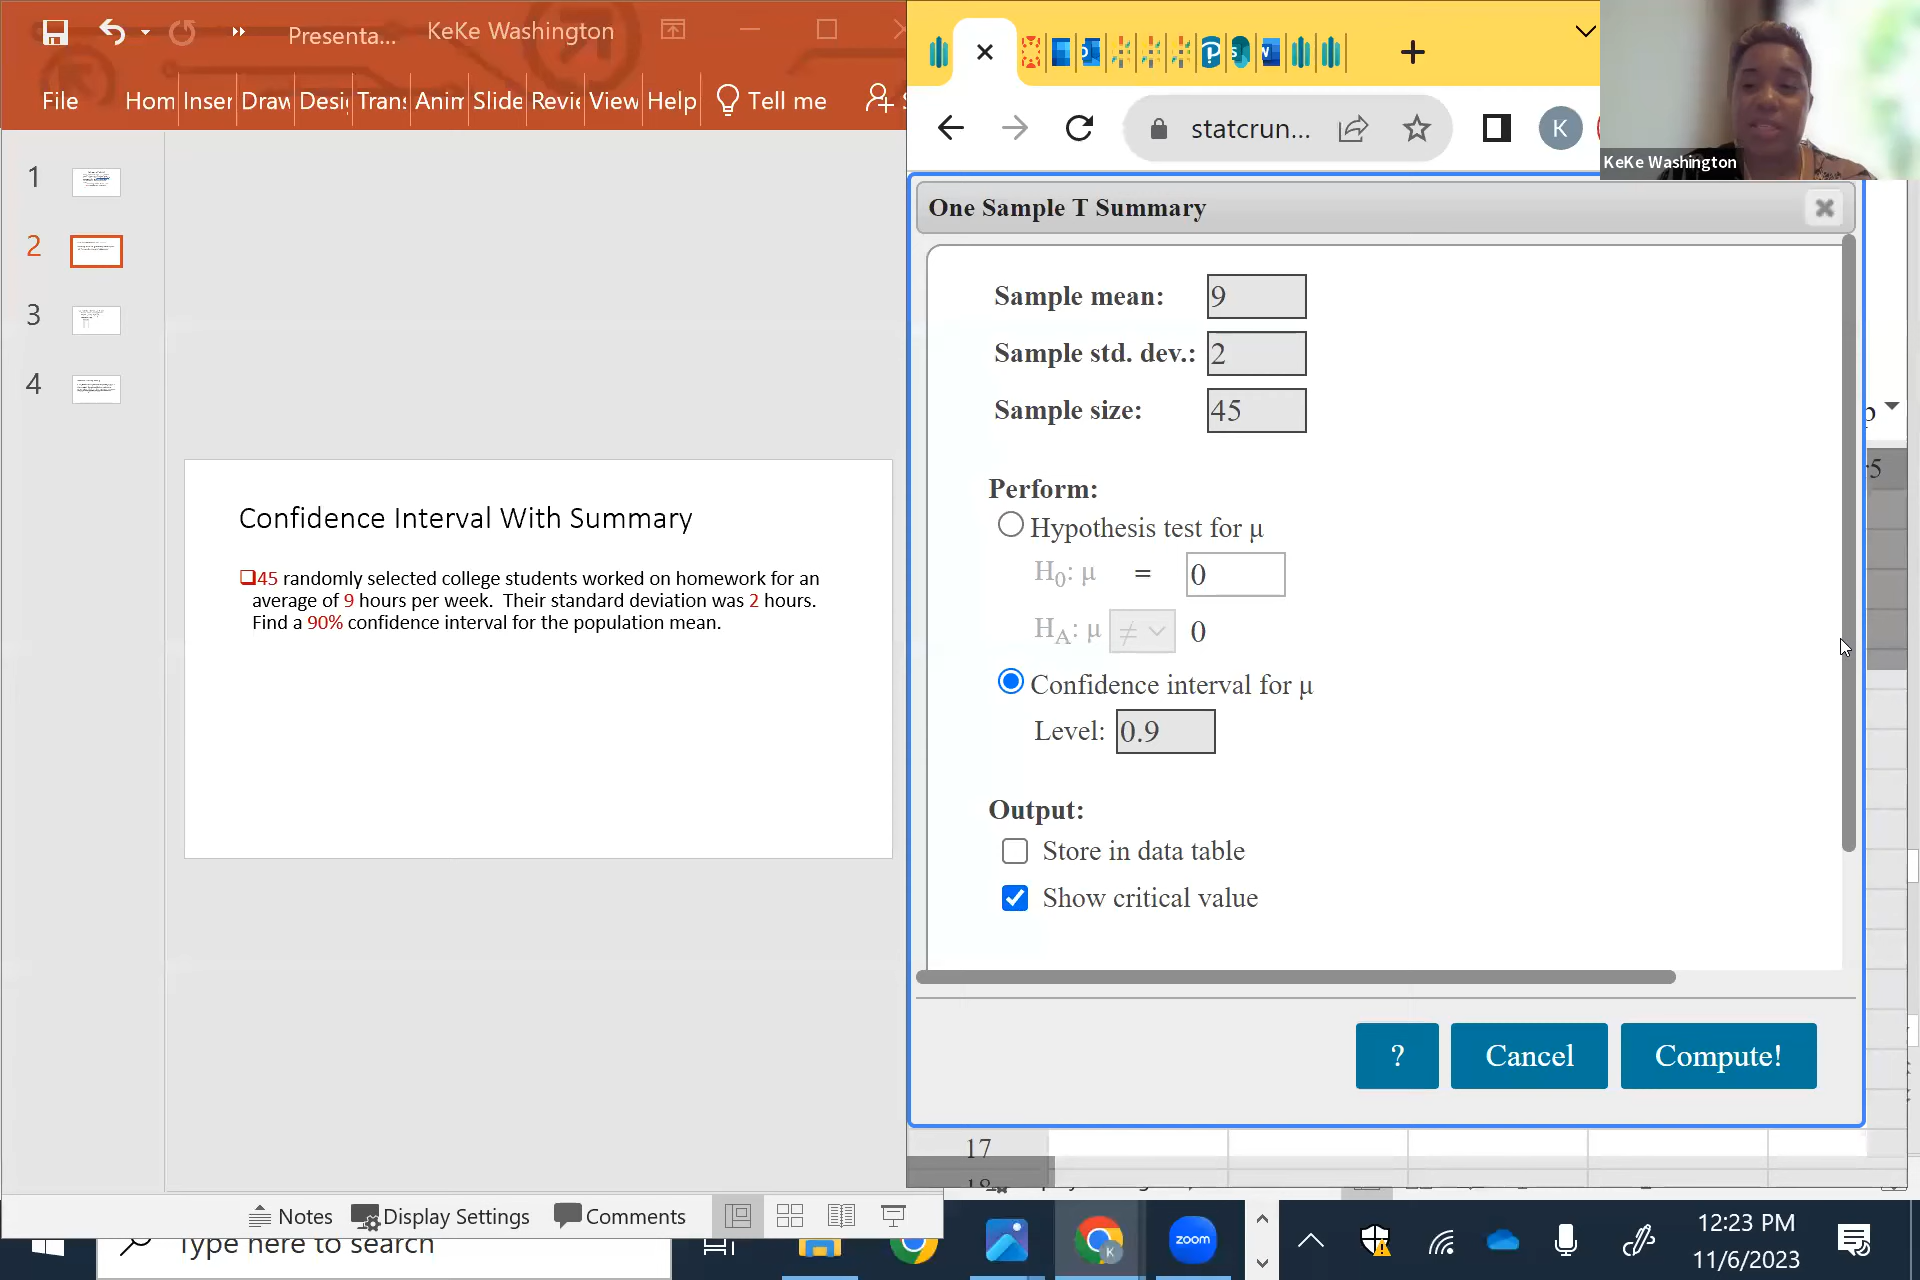 Presenta...
KeKe Washington
File
Hom
Inser
Draw
Desi
Trans
Anim
Slide
Revie
View
Help
Tell me
1
2
3
4
Confidence Interval With Summary
45 randomly selected college students worked on homework for an
average of 9 hours per week. Their standard deviation was 2 hours.
Find a 90% confidence interval for the population mean.
Notes
Display Settings
Comments
statcrun...
K
KeKe Washington
One Sample T Summary
Sample mean: 9
Sample std. dev.: 2
Sample size: 45
Perform:
Hypothesis test for μ
H0: μ = 0
HA: μ ≠ 0
Confidence interval for μ
Level: 0.9
Output:
Store in data table
Show critical value
?
Cancel
Compute!
17
18
Type here to search
zoom
12:23 PM
11/6/2023